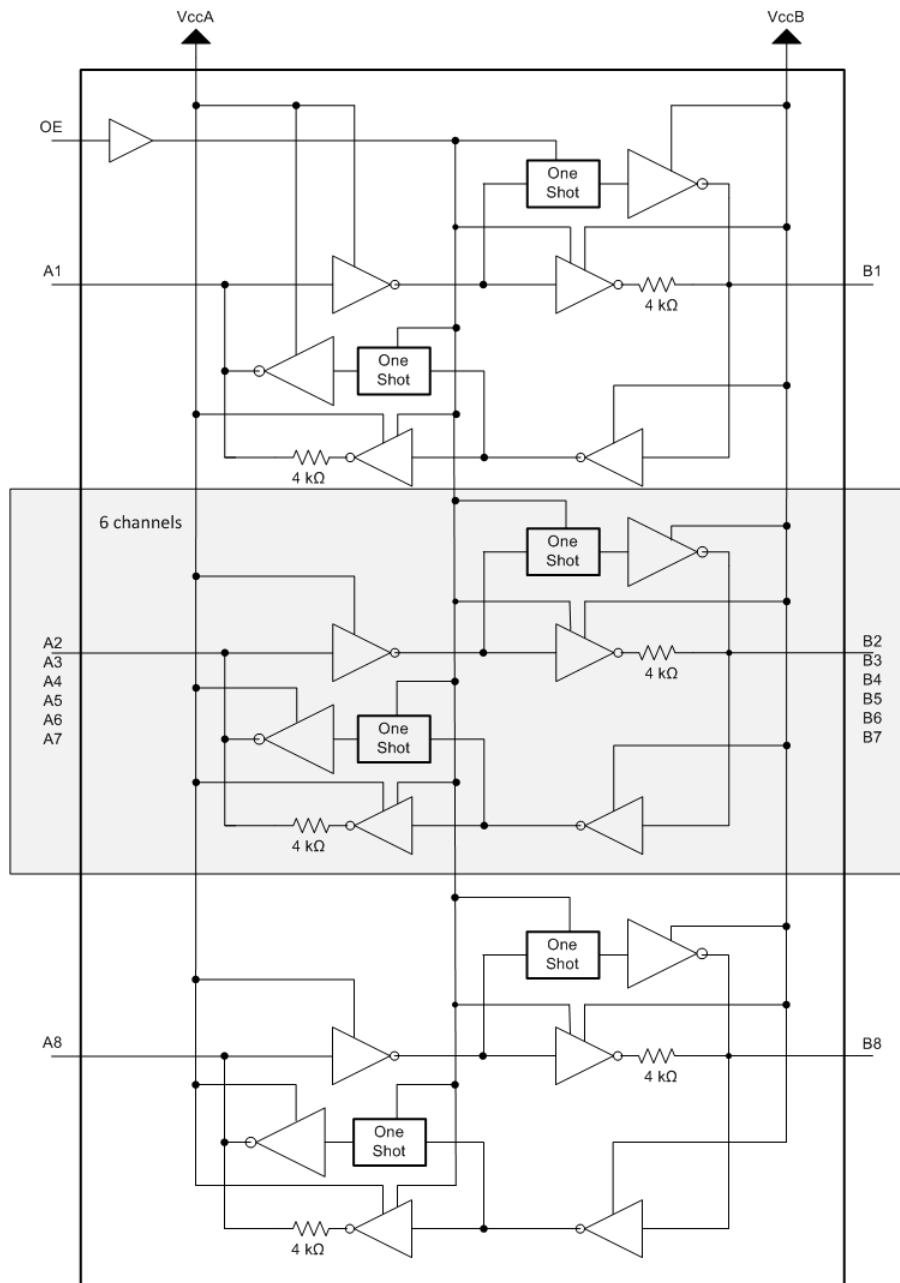 VccA
VccB
OE
One
Shot
A1
B1
4 kΩ
One
Shot
4 kΩ
6 channels
One
Shot
A2
A3
A4
A5
A6
A7
B2
B3
B4
B5
B6
B7
4 kΩ
One
Shot
4 kΩ
One
Shot
A8
B8
4 kΩ
One
Shot
4 kΩ